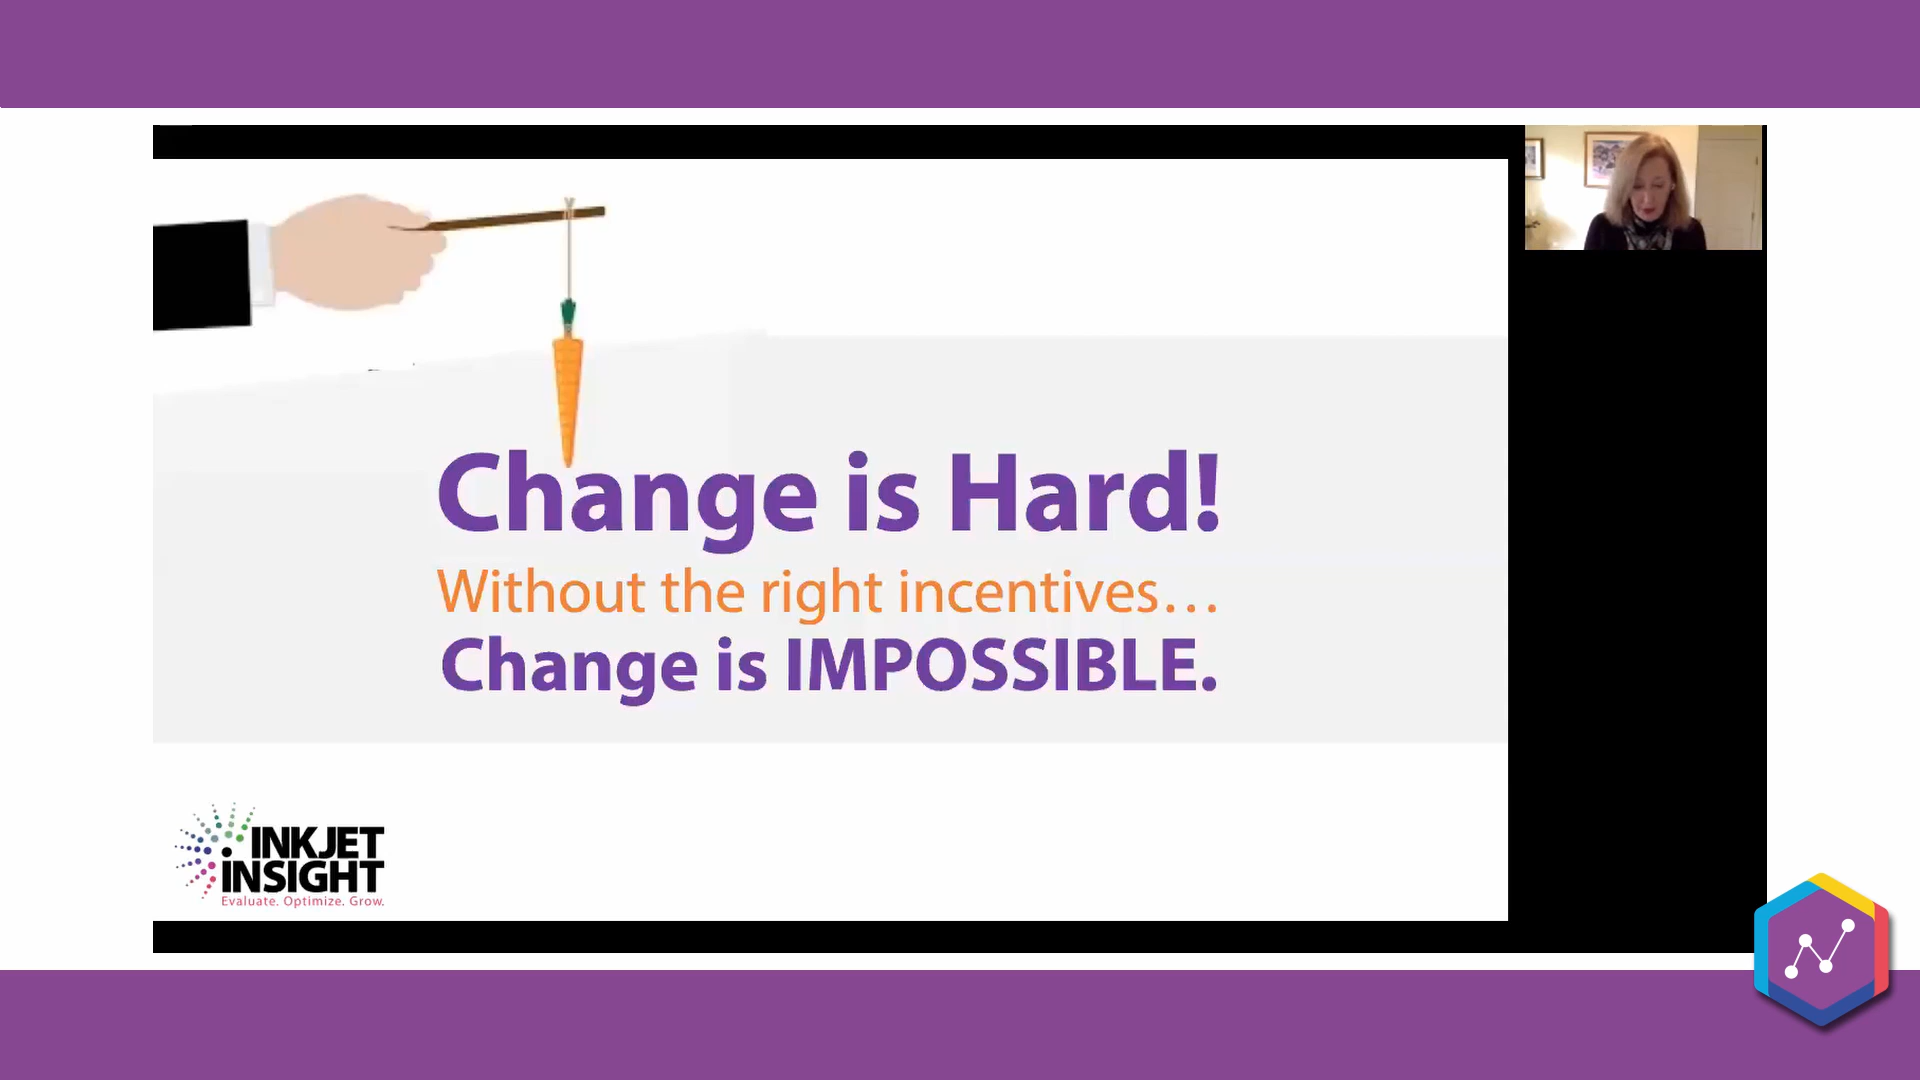 Change is Hard!
Without the right incentives...
Change is IMPOSSIBLE.
INKJET
INSIGHT
Evaluate. Optimize. Grow.